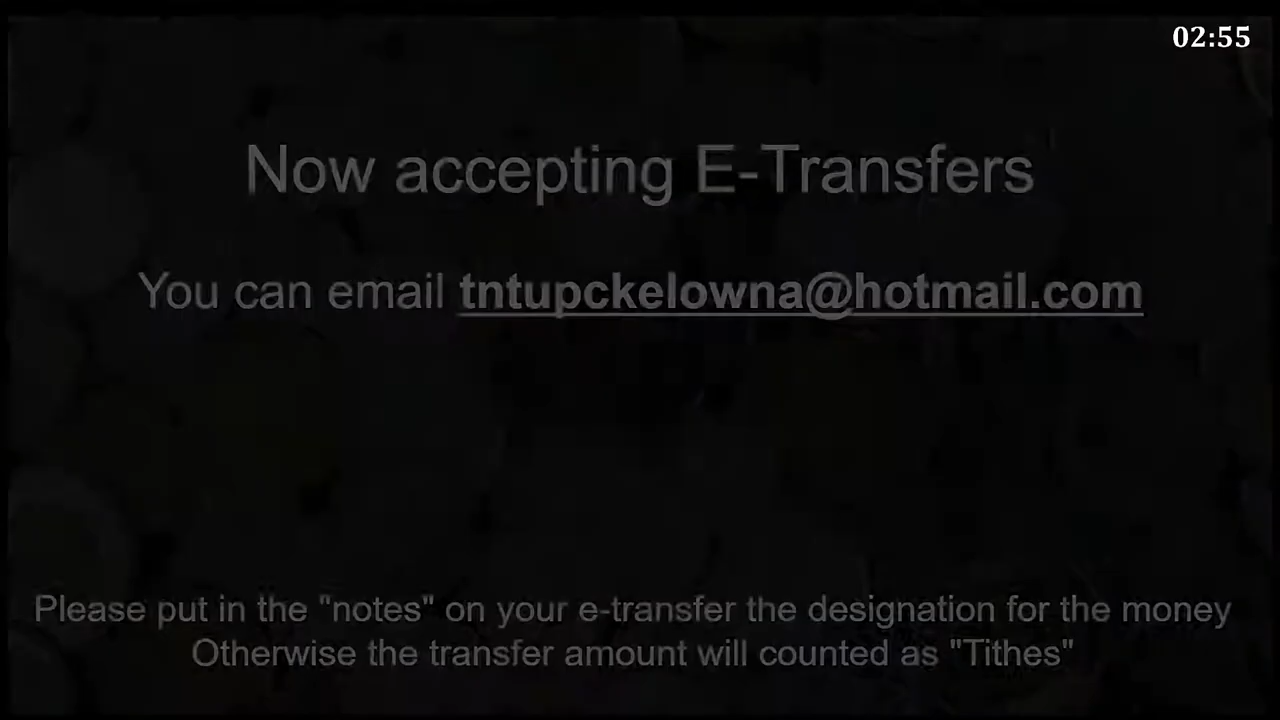 02:55
Now accepting E-Transfers
You can email tntupckelowna@hotmail.com
Please put in the "notes" on your e-transfer the designation for the money
Otherwise the transfer amount will counted as "Tithes"